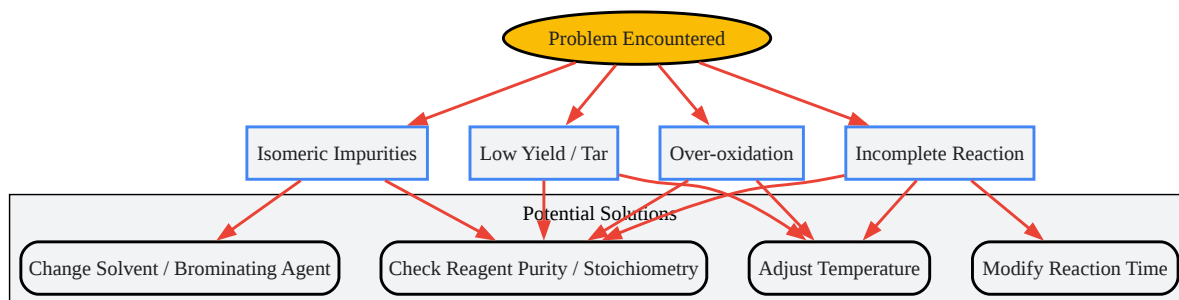 Problem Encountered
Isomeric Impurities
Low Yield / Tar
Over-oxidation
Incomplete Reaction
Potential Solutions
Change Solvent / Brominating Agent
Check Reagent Purity / Stoichiometry
Adjust Temperature
Modify Reaction Time